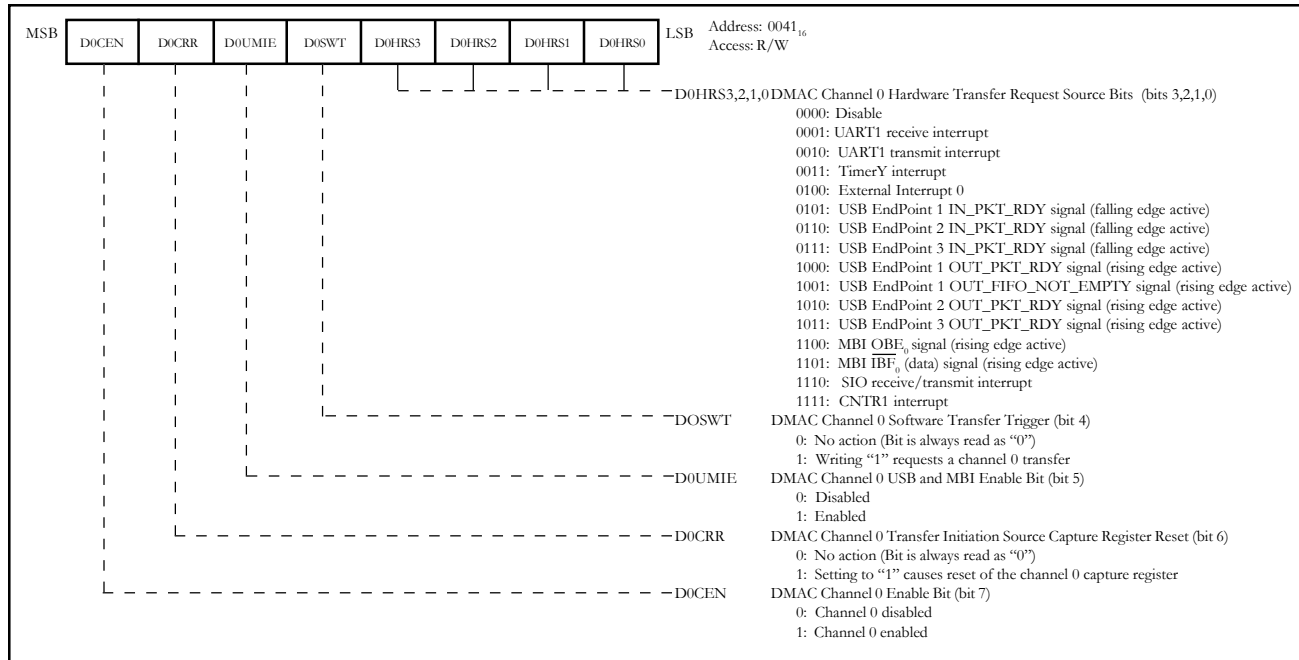 MSB D0CEN D0CRR D0UMIE D0SWT D0HRS3 D0HRS2 D0HRS1 D0HRS0 LSB Address: 0041₁₆
Access: R/W
D0HRS3,2,1,0 DMAC Channel 0 Hardware Transfer Request Source Bits (bits 3,2,1,0)
0000: Disable
0001: UART1 receive interrupt
0010: UART1 transmit interrupt
0011: TimerY interrupt
0100: External Interrupt 0
0101: USB EndPoint 1 IN_PKT_RDY signal (falling edge active)
0110: USB EndPoint 2 IN_PKT_RDY signal (falling edge active)
0111: USB EndPoint 3 IN_PKT_RDY signal (falling edge active)
1000: USB EndPoint 1 OUT_PKT_RDY signal (rising edge active)
1001: USB EndPoint 1 OUT_FIFO_NOT_EMPTY signal (rising edge active)
1010: USB EndPoint 2 OUT_PKT_RDY signal (rising edge active)
1011: USB EndPoint 3 OUT_PKT_RDY signal (rising edge active)
1100: MBI OBE₀ signal (rising edge active)
1101: MBI I̅B̅F̅₀ (data) signal (rising edge active)
1110: SIO receive/transmit interrupt
1111: CNTR1 interrupt
DOSWT DMAC Channel 0 Software Transfer Trigger (bit 4)
0: No action (Bit is always read as “0”)
1: Writing “1” requests a channel 0 transfer
D0UMIE DMAC Channel 0 USB and MBI Enable Bit (bit 5)
0: Disabled
1: Enabled
D0CRR DMAC Channel 0 Transfer Initiation Source Capture Register Reset (bit 6)
0: No action (Bit is always read as “0”)
1: Setting to “1” causes reset of the channel 0 capture register
D0CEN DMAC Channel 0 Enable Bit (bit 7)
0: Channel 0 disabled
1: Channel 0 enabled